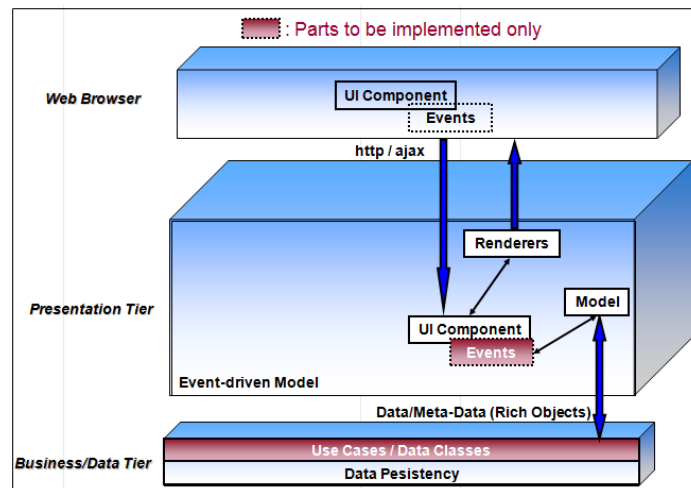 : Parts to be implemented only
Web Browser
UI Component
Events
http / ajax
Renderers
Presentation Tier
Model
UI Component
Events
Event-driven Model
Data/Meta-Data (Rich Objects)
Use Cases / Data Classes
Business/Data Tier
Data Pesistency